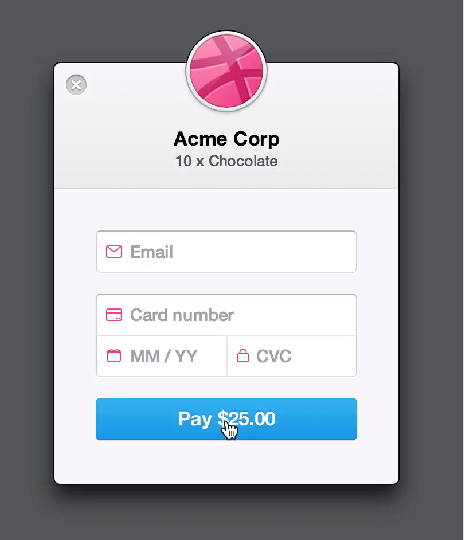 Acme Corp
10 x Chocolate
Email
Card number
MM / YY
CVC
Pay $25.00